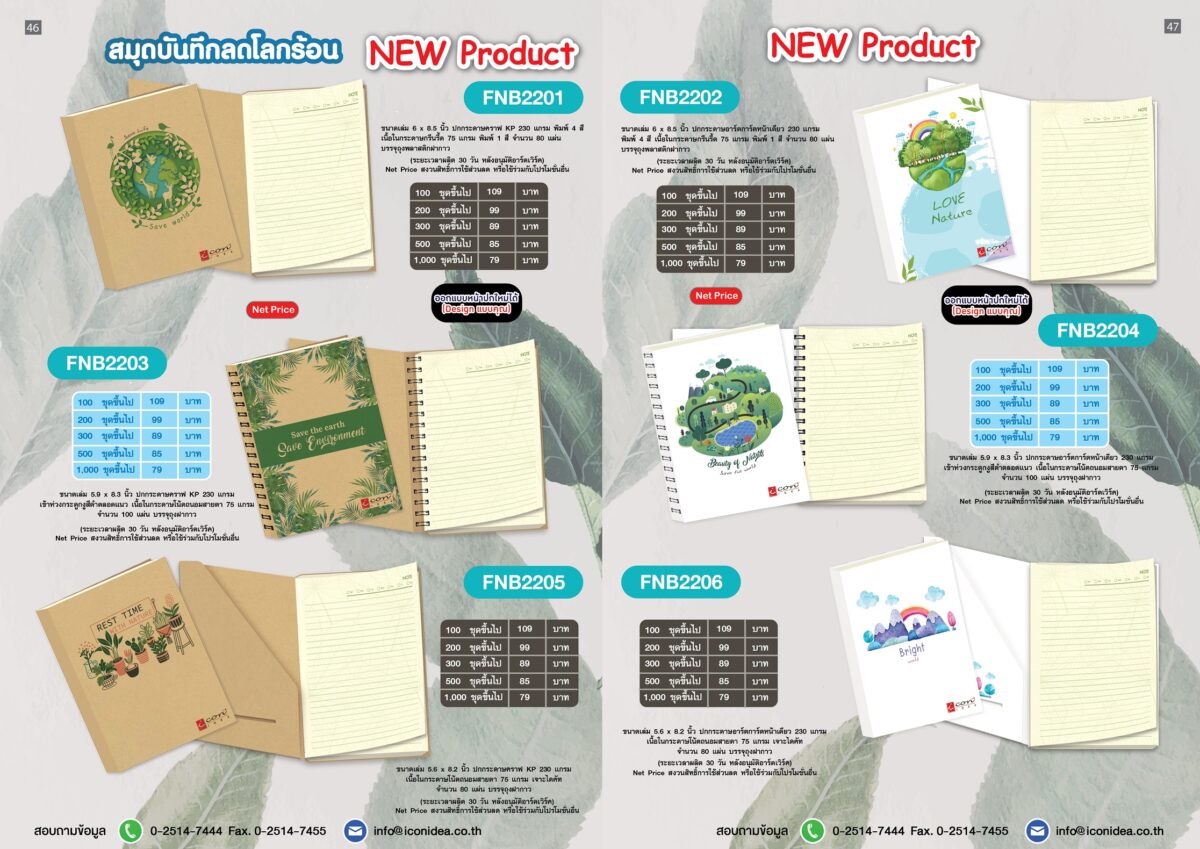 46
สมุดบันทึกลดโลกร้อน
NEW Product
FNB2201
ขนาดเล่ม 6 x 8.5 นิ้ว ปกกระดาษคราฟ KP 230 แกรม พิมพ์ 4 สี
เนื้อในกระดาษกรีนรี้ด 75 แกรม พิมพ์ 1 สี จำนวน 80 แผ่น
บรรจุถุงพลาสติกฝากาว
(ระยะเวลาผลิต 30 วัน หลังอนุมัติอาร์ตเวิร์ค)
Net Price สงวนสิทธิ์การใช้ส่วนลด หรือใช้ร่วมกับโปรโมชั่นอื่น
100 ชุดขึ้นไป 109 บาท
200 ชุดขึ้นไป 99 บาท
300 ชุดขึ้นไป 89 บาท
500 ชุดขึ้นไป 85 บาท
1,000 ชุดขึ้นไป 79 บาท
Save life
Save world
icon
NOTE
Net Price
ออกแบบหน้าปกใหม่ได้
(Design แบบคุณ)
FNB2203
100 ชุดขึ้นไป 109 บาท
200 ชุดขึ้นไป 99 บาท
300 ชุดขึ้นไป 89 บาท
500 ชุดขึ้นไป 85 บาท
1,000 ชุดขึ้นไป 79 บาท
ขนาดเล่ม 5.9 x 8.3 นิ้ว ปกกระดาษคราฟ KP 230 แกรม
เข้าห่วงกระดูกงูสีดำตลอดแนว เนื้อในกระดาษโน้ตถนอมสายตา 75 แกรม
จำนวน 100 แผ่น บรรจุถุงฝากาว
(ระยะเวลาผลิต 30 วัน หลังอนุมัติอาร์ตเวิร์ค)
Net Price สงวนสิทธิ์การใช้ส่วนลด หรือใช้ร่วมกับโปรโมชั่นอื่น
Save the earth
Save Environment
icon
NOTE
FNB2205
100 ชุดขึ้นไป 109 บาท
200 ชุดขึ้นไป 99 บาท
300 ชุดขึ้นไป 89 บาท
500 ชุดขึ้นไป 85 บาท
1,000 ชุดขึ้นไป 79 บาท
REST TIME
WITH NATURE
icon
NOTE
ขนาดเล่ม 5.6 x 8.2 นิ้ว ปกกระดาษคราฟ KP 230 แกรม
เนื้อในกระดาษโน้ตถนอมสายตา 75 แกรม เจาะไดคัท
จำนวน 80 แผ่น บรรจุถุงฝากาว
(ระยะเวลาผลิต 30 วัน หลังอนุมัติอาร์ตเวิร์ค)
Net Price สงวนสิทธิ์การใช้ส่วนลด หรือใช้ร่วมกับโปรโมชั่นอื่น
สอบถามข้อมูล 0-2514-7444 Fax. 0-2514-7455 info@iconidea.co.th
47
NEW Product
FNB2202
ขนาดเล่ม 6 x 8.5 นิ้ว ปกกระดาษอาร์ตการ์ดหน้าเดียว 230 แกรม
พิมพ์ 4 สี เนื้อในกระดาษกรีนรี้ด 75 แกรม พิมพ์ 1 สี จำนวน 80 แผ่น
บรรจุถุงพลาสติกฝากาว
(ระยะเวลาผลิต 30 วัน หลังอนุมัติอาร์ตเวิร์ค)
Net Price สงวนสิทธิ์การใช้ส่วนลด หรือใช้ร่วมกับโปรโมชั่นอื่น
100 ชุดขึ้นไป 109 บาท
200 ชุดขึ้นไป 99 บาท
300 ชุดขึ้นไป 89 บาท
500 ชุดขึ้นไป 85 บาท
1,000 ชุดขึ้นไป 79 บาท
LOVE
Nature
icon
NOTE
Net Price
ออกแบบหน้าปกใหม่ได้
(Design แบบคุณ)
FNB2204
100 ชุดขึ้นไป 109 บาท
200 ชุดขึ้นไป 99 บาท
300 ชุดขึ้นไป 89 บาท
500 ชุดขึ้นไป 85 บาท
1,000 ชุดขึ้นไป 79 บาท
ขนาดเล่ม 5.9 x 8.3 นิ้ว ปกกระดาษอาร์ตการ์ดหน้าเดียว 230 แกรม
เข้าห่วงกระดูกงูสีดำตลอดแนว เนื้อในกระดาษโน้ตถนอมสายตา 75 แกรม
จำนวน 100 แผ่น บรรจุถุงฝากาว
(ระยะเวลาผลิต 30 วัน หลังอนุมัติอาร์ตเวิร์ค)
Net Price สงวนสิทธิ์การใช้ส่วนลด หรือใช้ร่วมกับโปรโมชั่นอื่น
Beauty of Nature
Save the world
icon
NOTE
FNB2206
100 ชุดขึ้นไป 109 บาท
200 ชุดขึ้นไป 99 บาท
300 ชุดขึ้นไป 89 บาท
500 ชุดขึ้นไป 85 บาท
1,000 ชุดขึ้นไป 79 บาท
Bright
world
icon
NOTE
ขนาดเล่ม 5.6 x 8.2 นิ้ว ปกกระดาษอาร์ตการ์ดหน้าเดียว 230 แกรม
เนื้อในกระดาษโน้ตถนอมสายตา 75 แกรม เจาะไดคัท
จำนวน 80 แผ่น บรรจุถุงฝากาว
(ระยะเวลาผลิต 30 วัน หลังอนุมัติอาร์ตเวิร์ค)
Net Price สงวนสิทธิ์การใช้ส่วนลด หรือใช้ร่วมกับโปรโมชั่นอื่น
สอบถามข้อมูล 0-2514-7444 Fax. 0-2514-7455 info@iconidea.co.th